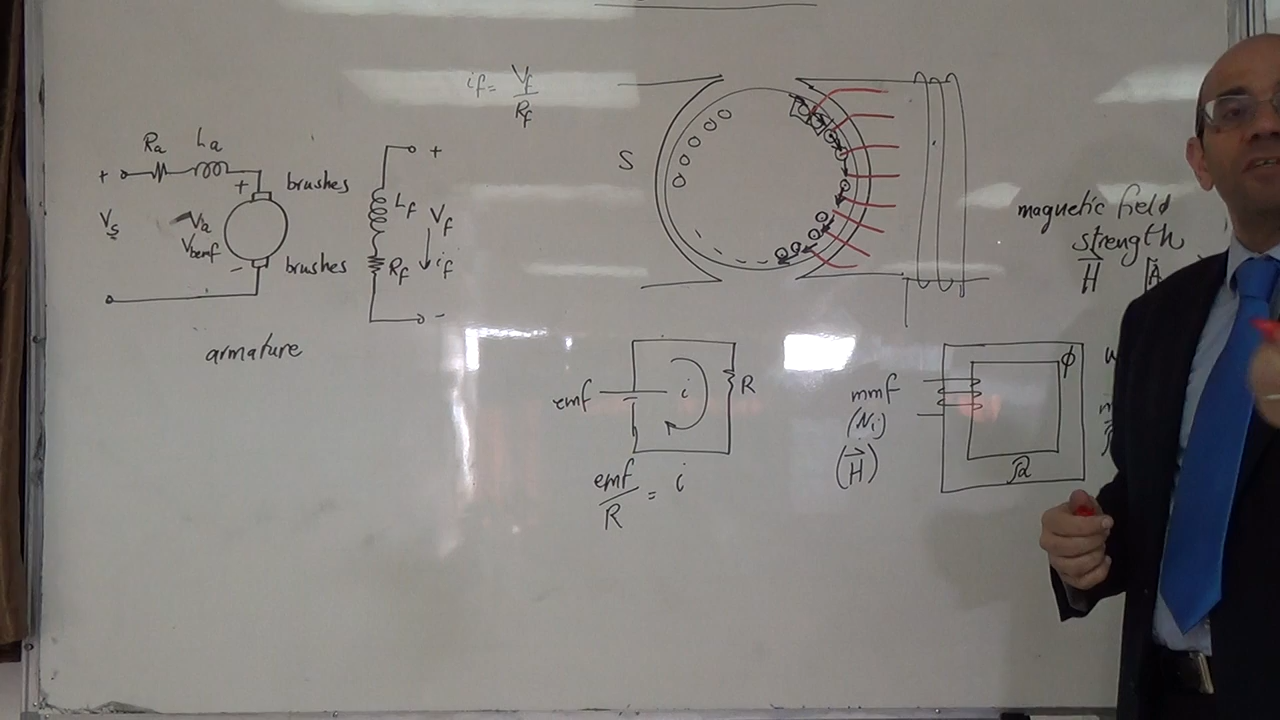 if = Vf / Rf
Ra La
+
+ brushes
Vs
Va
Vbemf
- brushes
armature
+
Lf
Vf
Rf
if
-
S
magnetic field
strength
H
emf
i
R
emf / R = i
mmf
(Ni)
(H)
φ
ℛ